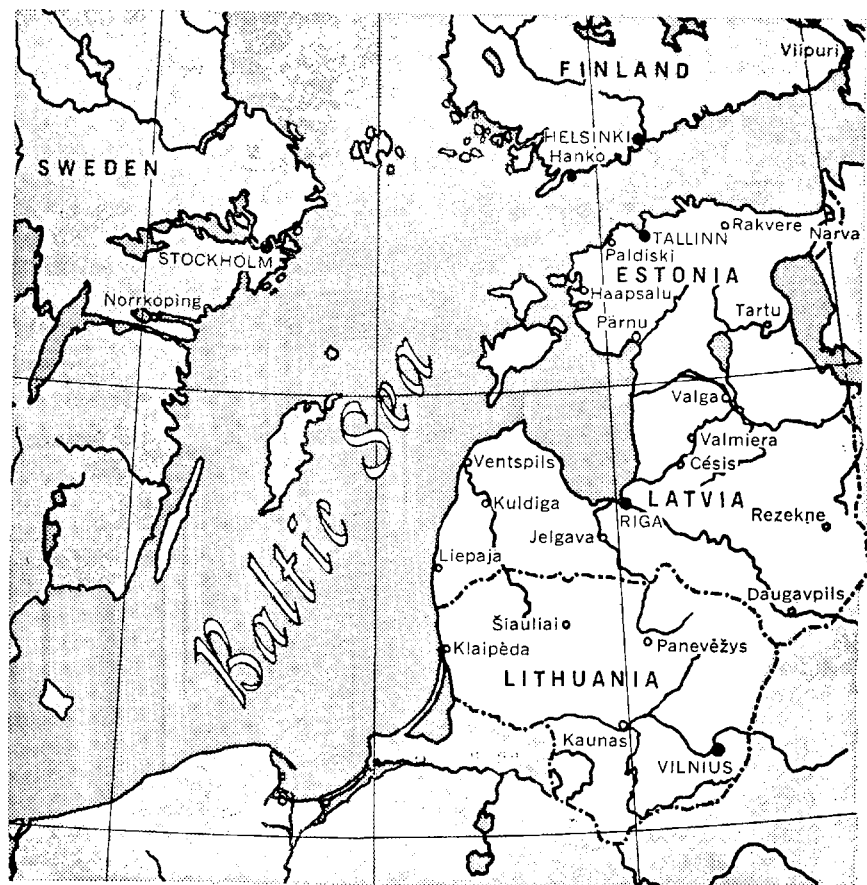 Viipuri
FINLAND
HELSINKI
Hanko
SWEDEN
Rakvere
Narva
TALLINN
Paldiski
STOCKHOLM
ESTONIA
Haapsalu
Norrkoping
Tartu
Pärnu
Baltic Sea
Valga
Valmiera
Césis
Ventspils
Kuldiga
LATVIA
RIGA
Rezekņe
Jelgava
Liepaja
Daugavpils
Šiauliai
Panevėžys
Klaipėda
LITHUANIA
Kaunas
VILNIUS